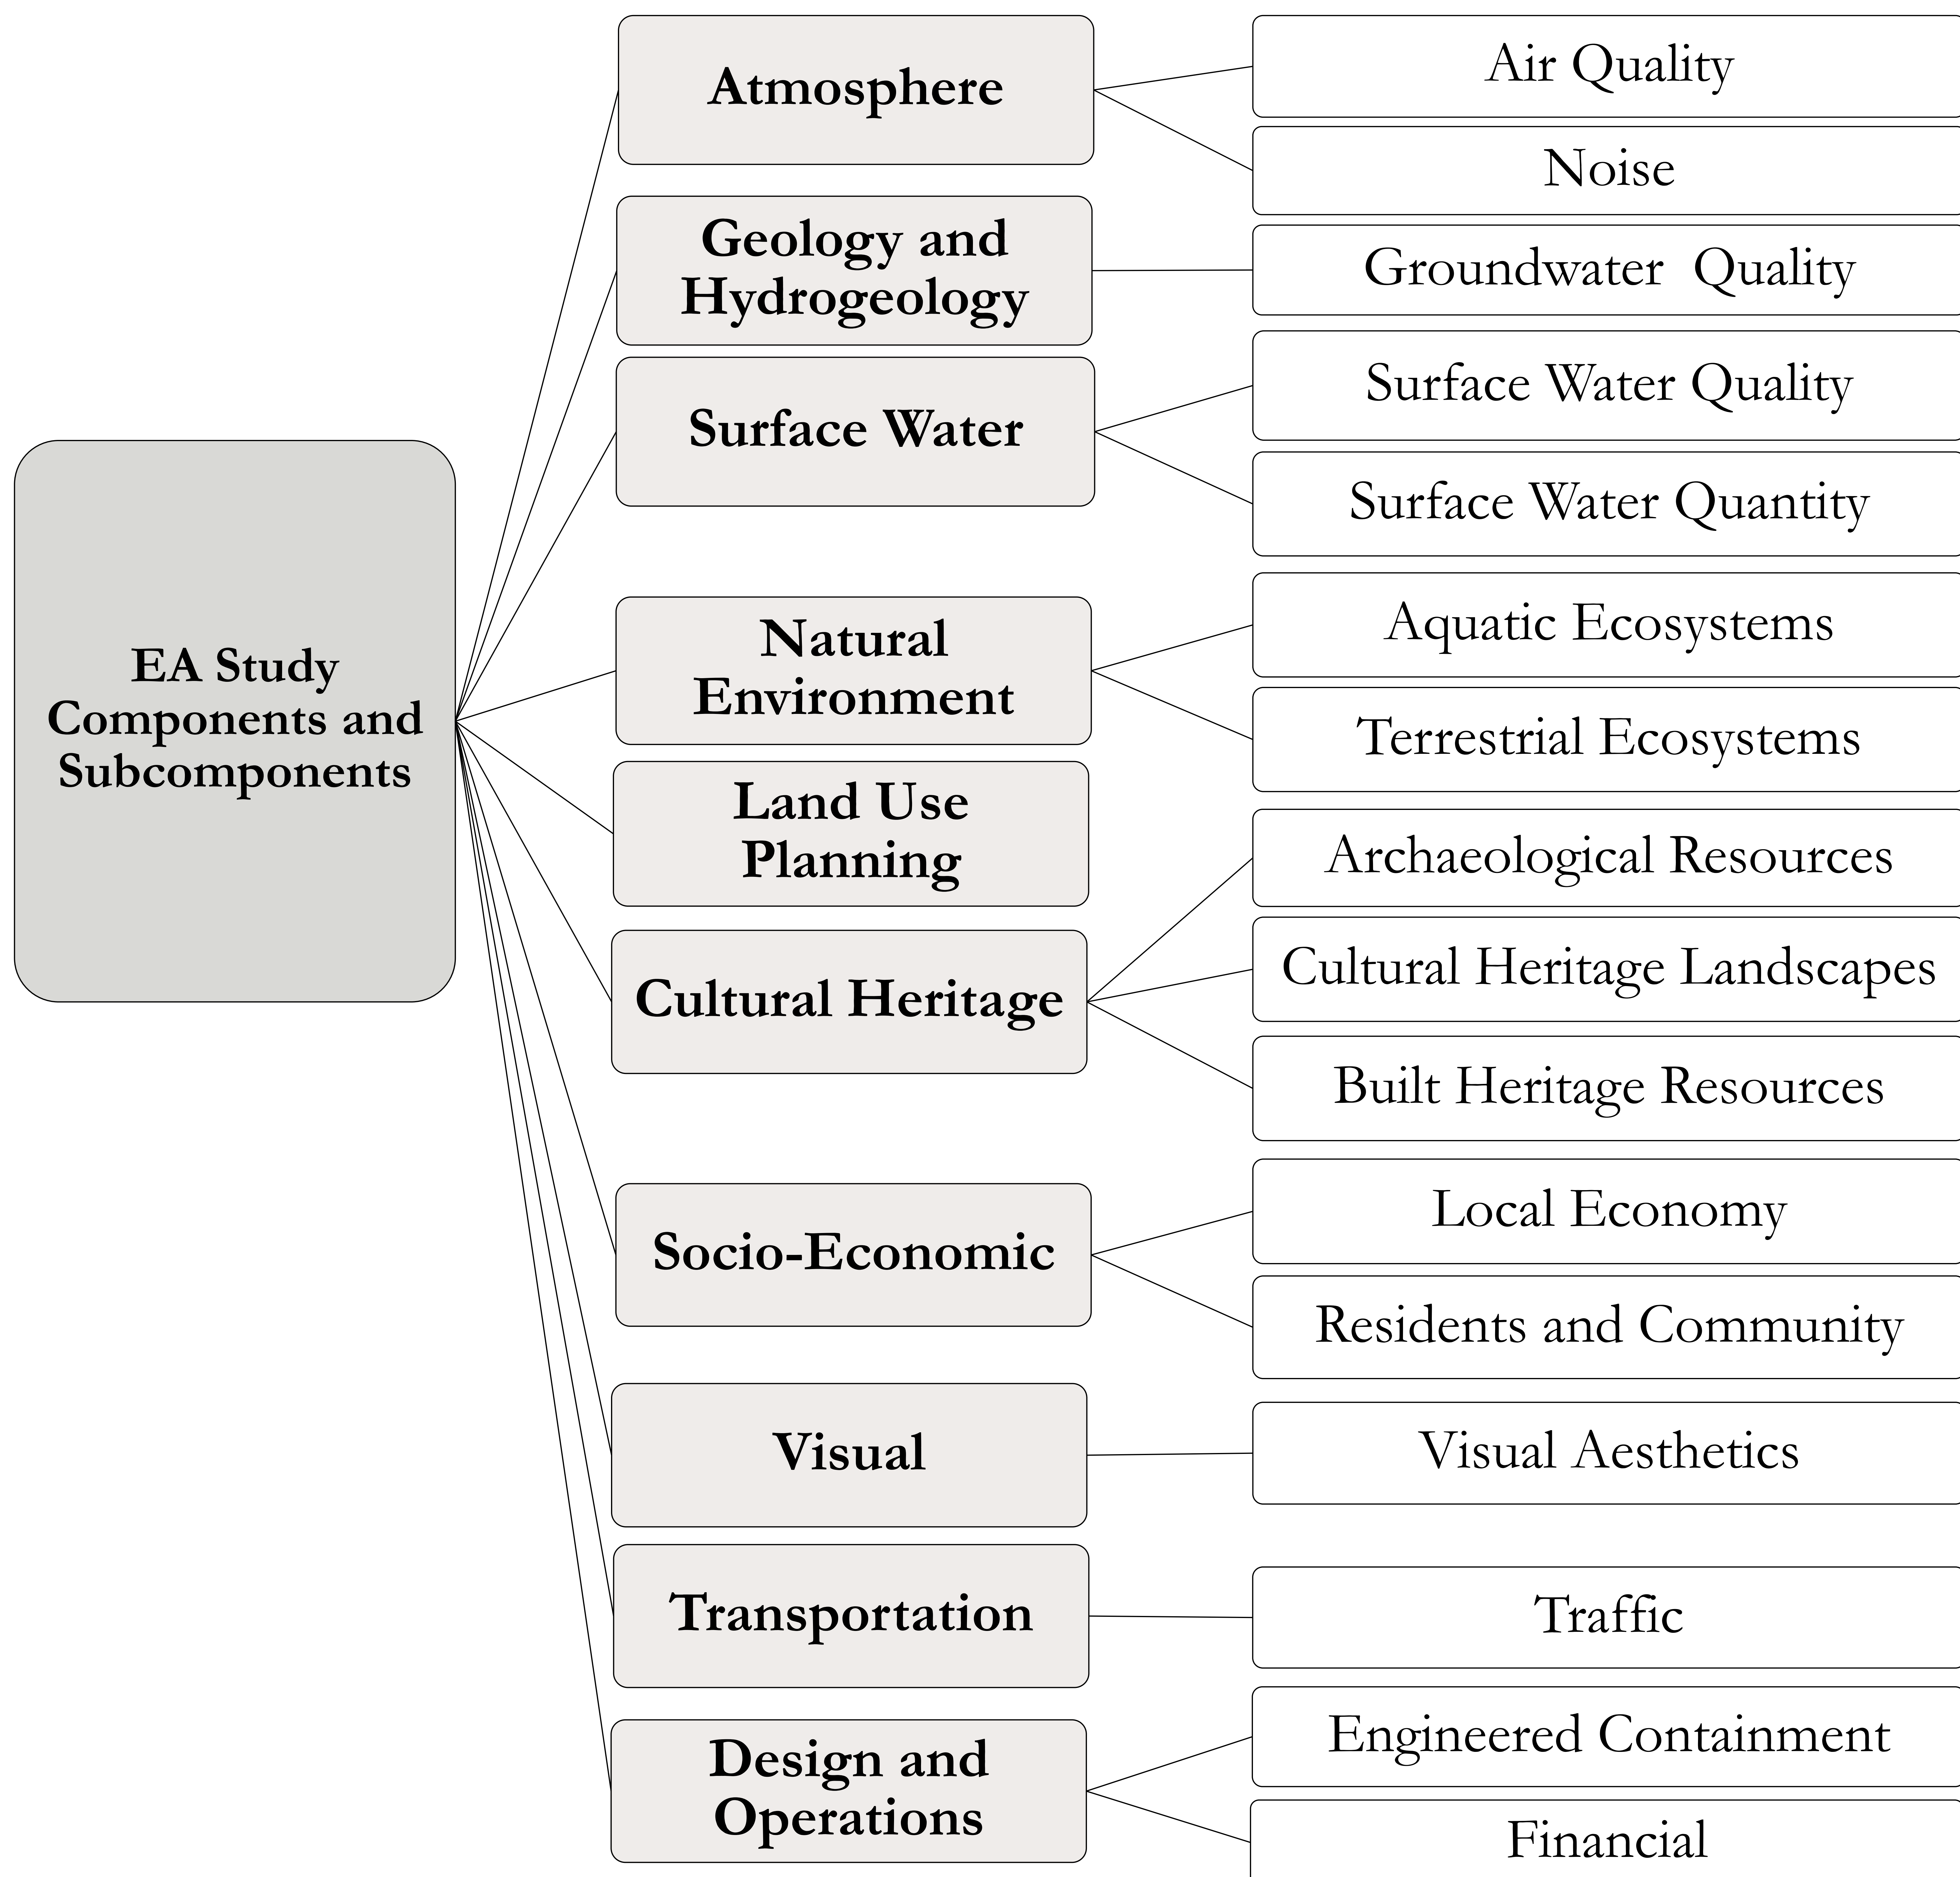 EA Study
Components and
Subcomponents
Atmosphere
Air Quality
Noise
Geology and
Hydrogeology
Groundwater  Quality
Surface Water
Surface Water Quality
Surface Water Quantity
Natural
Environment
Aquatic Ecosystems
Terrestrial Ecosystems
Land Use
Planning
Cultural Heritage
Archaeological Resources
Cultural Heritage Landscapes
Built Heritage Resources
Socio-Economic
Local Economy
Residents and Community
Visual
Visual Aesthetics
Transportation
Traffic
Design and
Operations
Engineered Containment
Financial